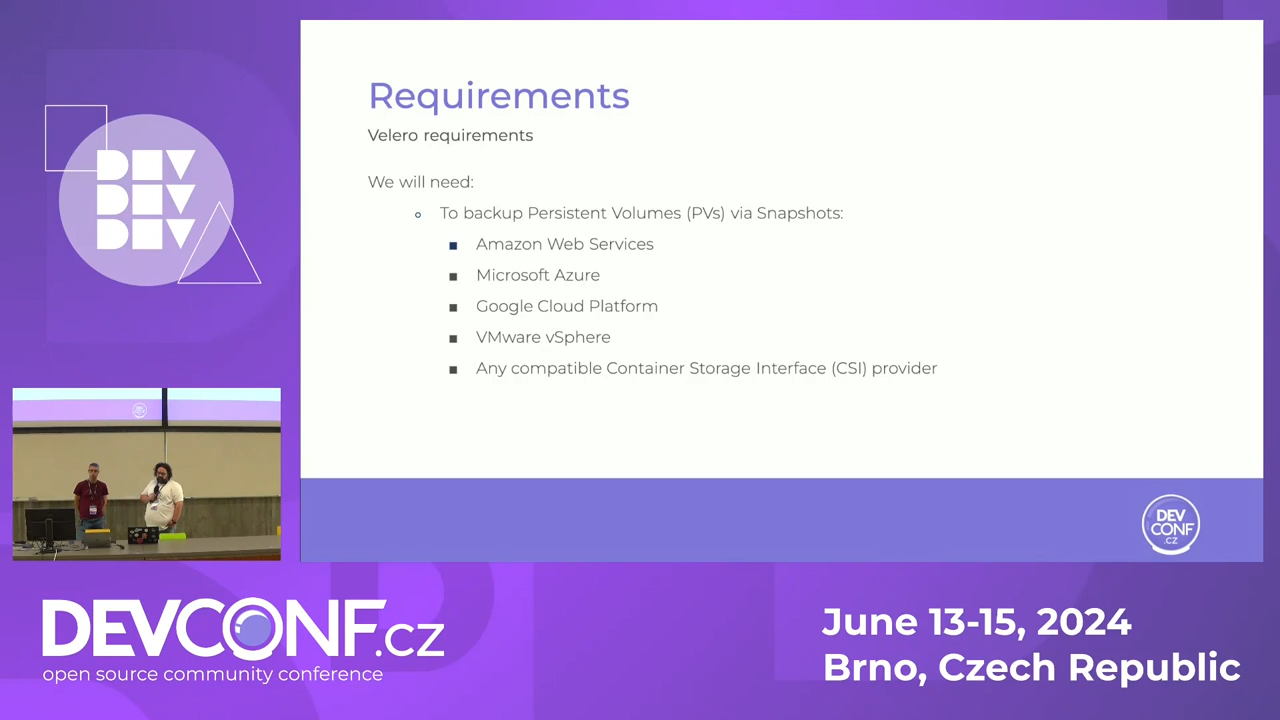 Requirements
Velero requirements
We will need:
To backup Persistent Volumes (PVs) via Snapshots:
Amazon Web Services
Microsoft Azure
Google Cloud Platform
VMware vSphere
Any compatible Container Storage Interface (CSI) provider
DEV
DEV
DEV
DEV
CONF
.CZ
DEVCONF.cz
open source community conference
June 13-15, 2024
Brno, Czech Republic